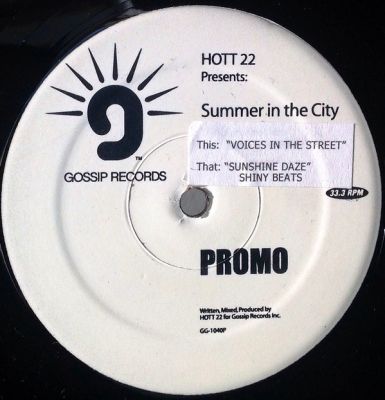 HOTT 22
Presents:
Summer in the City
This: "VOICES IN THE STREET"
That: "SUNSHINE DAZE"
SHINY BEATS
TM
GOSSIP RECORDS
33.3 RPM
PROMO
Written, Mixed, Produced by
HOTT 22 for Gossip Records Inc.
GG-1040P